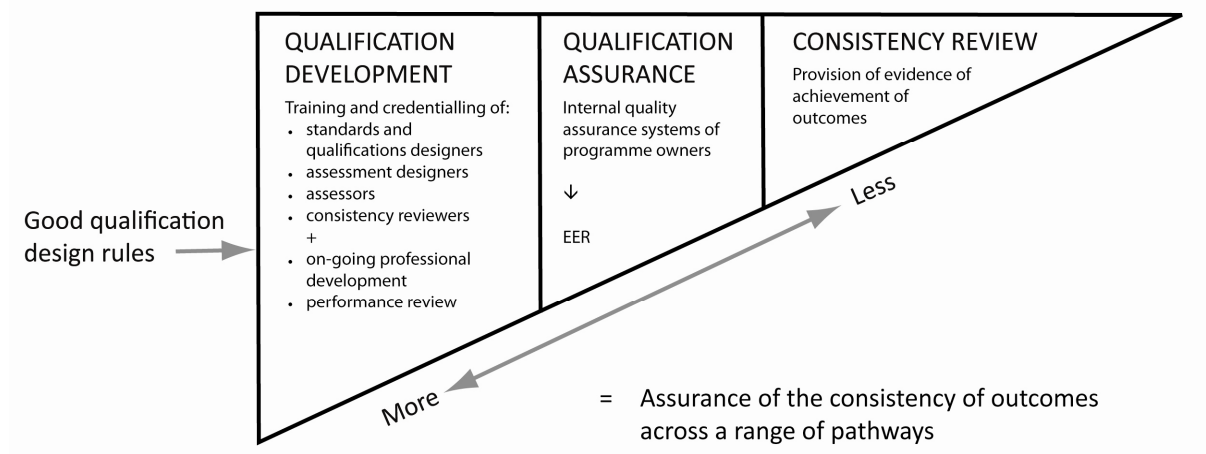 QUALIFICATION
DEVELOPMENT
Training and credentialling of:
• standards and
qualifications designers
• assessment designers
• assessors
• consistency reviewers
+
• on-going professional
development
• performance review
QUALIFICATION
ASSURANCE
Internal quality
assurance systems of
programme owners
↓
EER
CONSISTENCY REVIEW
Provision of evidence of
achievement of
outcomes
Good qualification
design rules
Less
More
= Assurance of the consistency of outcomes
across a range of pathways